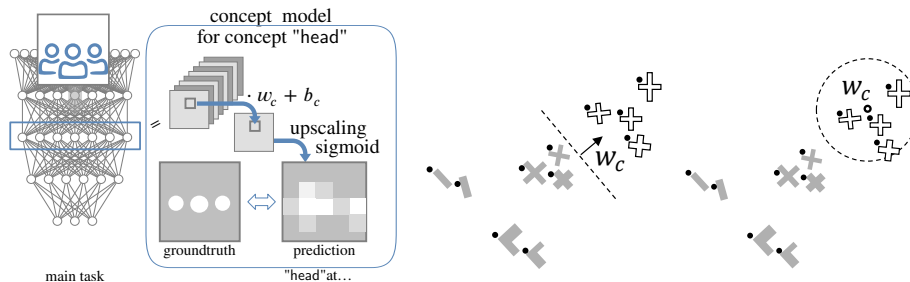 concept model
for concept "head"
= · w_c + b_c
upscaling
sigmoid
groundtruth
prediction
main task
"head"at...
w_c
w_c